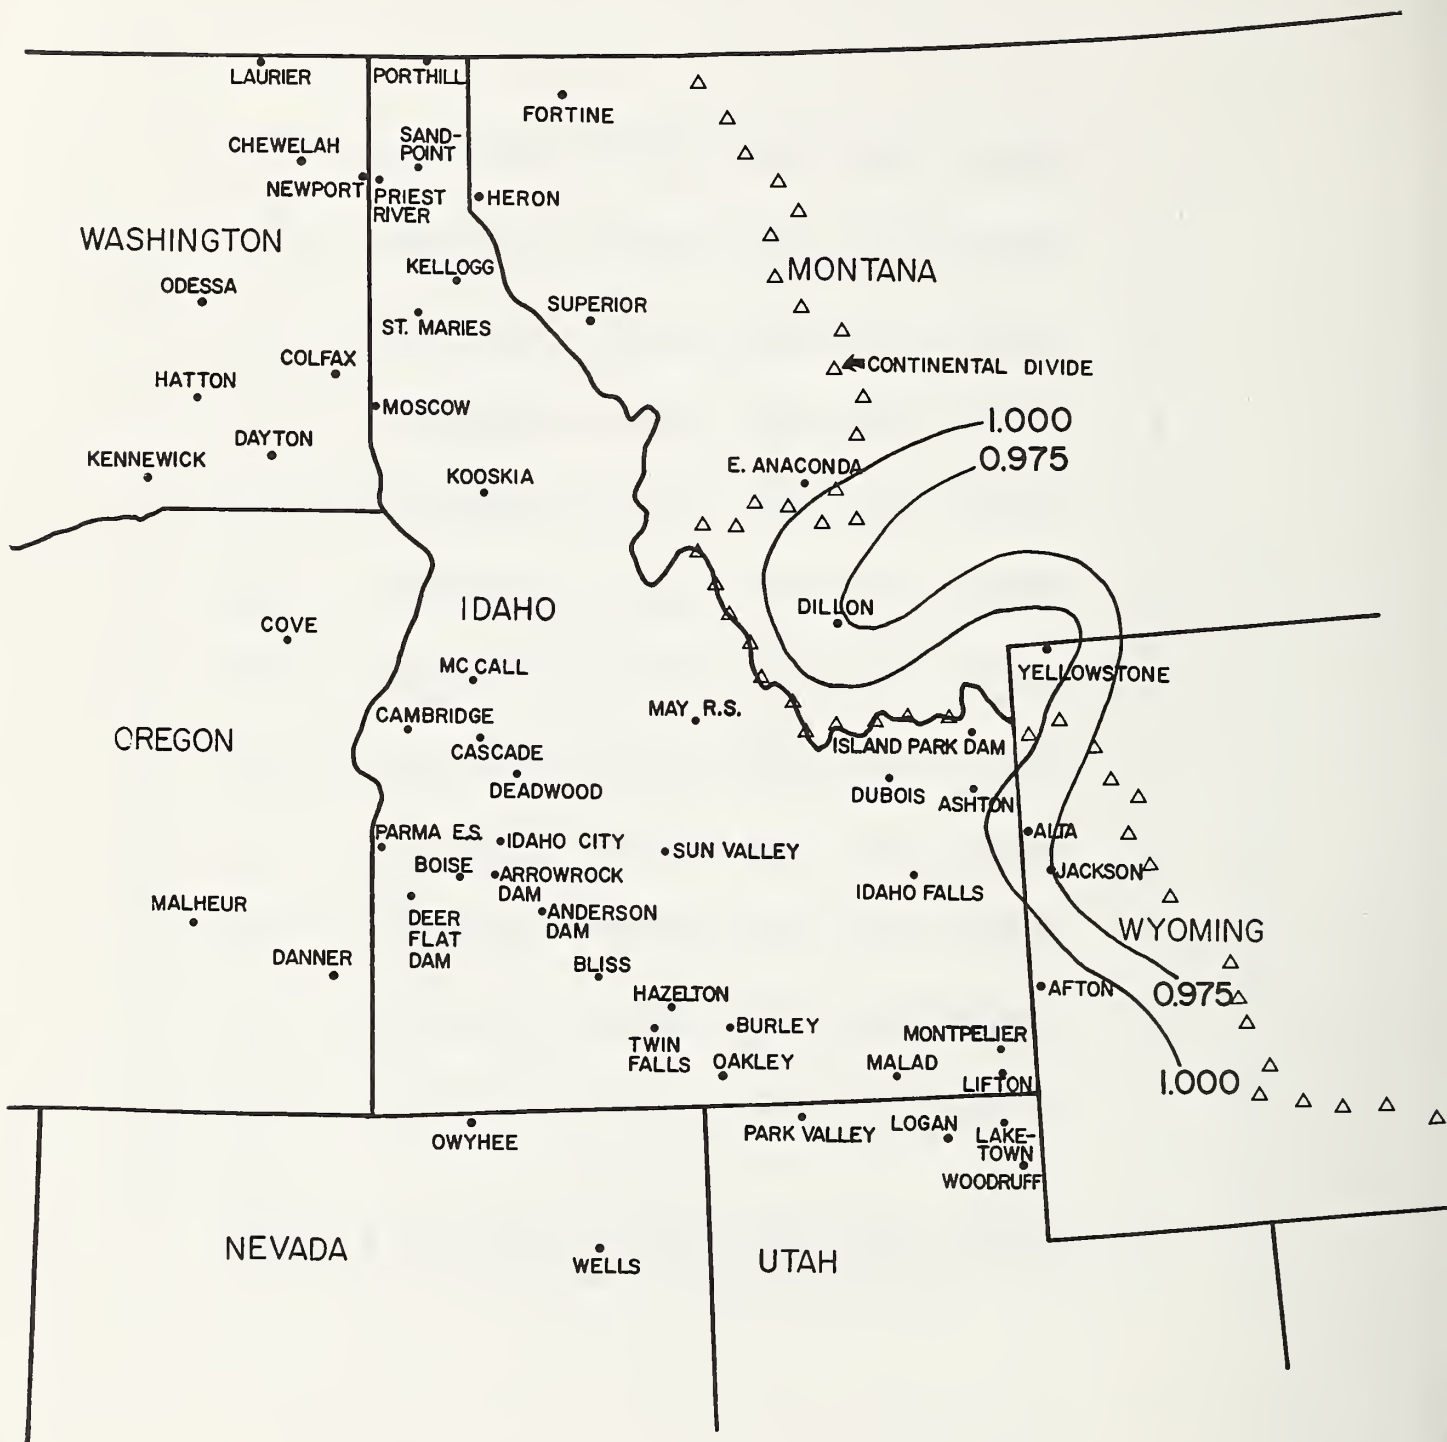 LAURIER
PORTHILL
FORTINE
SAND-
POINT
CHEWELAH
NEWPORT
PRIEST
RIVER
HERON
WASHINGTON
KELLOGG
MONTANA
ODESSA
SUPERIOR
ST. MARIES
COLFAX
CONTINENTAL DIVIDE
HATTON
MOSCOW
1.000
DAYTON
KENNEWICK
0.975
E. ANACONDA
KOOSKIA
IDAHO
DILLON
COVE
MC CALL
YELLOWSTONE
MAY R.S.
CAMBRIDGE
OREGON
CASCADE
ISLAND PARK DAM
DEADWOOD
DUBOIS
ASHTON
PARMA E.S.
IDAHO CITY
ALTA
SUN VALLEY
BOISE
ARROWROCK
DAM
JACKSON
IDAHO FALLS
MALHEUR
DEER
FLAT
DAM
ANDERSON
DAM
WYOMING
DANNER
BLISS
HAZELTON
AFTON
0.975
BURLEY
MONTPELIER
TWIN
FALLS
OAKLEY
MALAD
LIFTON
1.000
OWYHEE
PARK VALLEY
LOGAN
LAKE-
TOWN
WOODRUFF
NEVADA
WELLS
UTAH